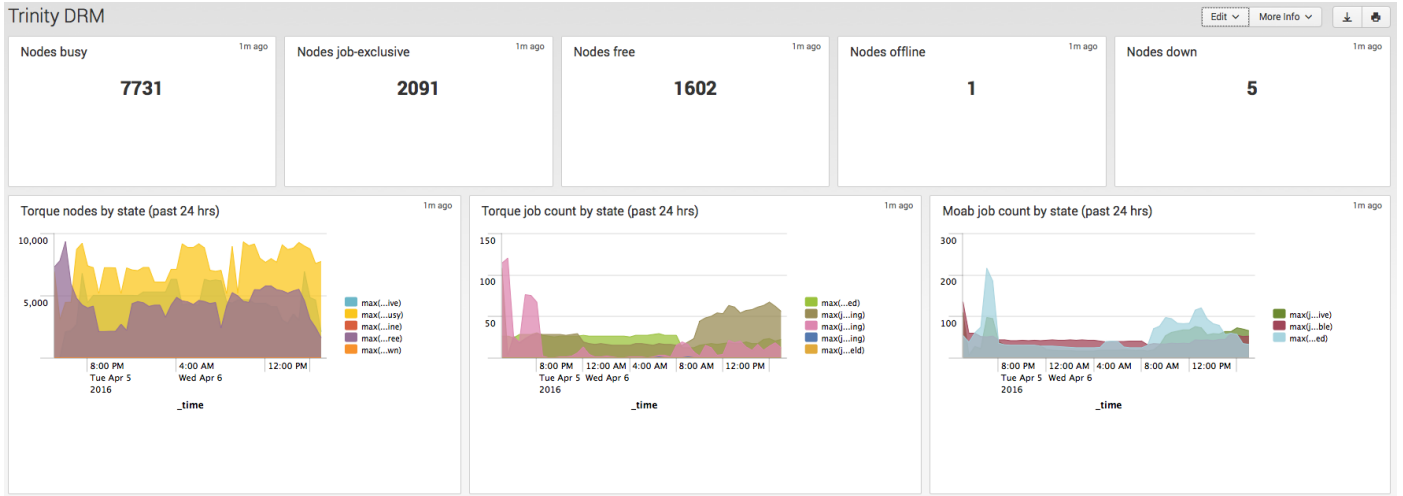 Trinity DRM
Edit
More Info
Nodes busy
1m ago
7731
Nodes job-exclusive
1m ago
2091
Nodes free
1m ago
1602
Nodes offline
1m ago
1
Nodes down
1m ago
5
Torque nodes by state (past 24 hrs)
1m ago
10,000
5,000
8:00 PM
Tue Apr 5
2016
4:00 AM
Wed Apr 6
12:00 PM
_time
max(...ive)
max(...usy)
max(...ine)
max(...ree)
max(...wn)
Torque job count by state (past 24 hrs)
1m ago
150
100
50
8:00 PM
Tue Apr 5
2016
12:00 AM
Wed Apr 6
4:00 AM
8:00 AM
12:00 PM
_time
max(...ed)
max(j...ing)
max(j...ing)
max(j...ing)
max(j...eld)
Moab job count by state (past 24 hrs)
1m ago
300
200
100
8:00 PM
Tue Apr 5
2016
12:00 AM
Wed Apr 6
4:00 AM
8:00 AM
12:00 PM
_time
max(j...ive)
max(j...ble)
max(...ed)